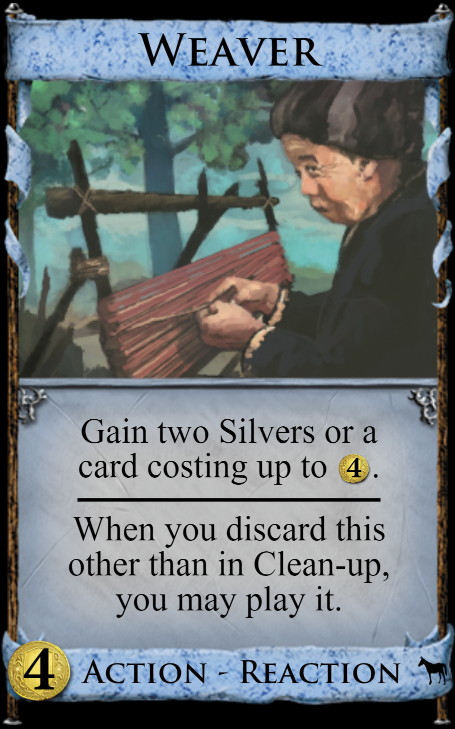 WEAVER
Gain two Silvers or a
card costing up to 4.
When you discard this
other than in Clean-up,
you may play it.
4 ACTION - REACTION